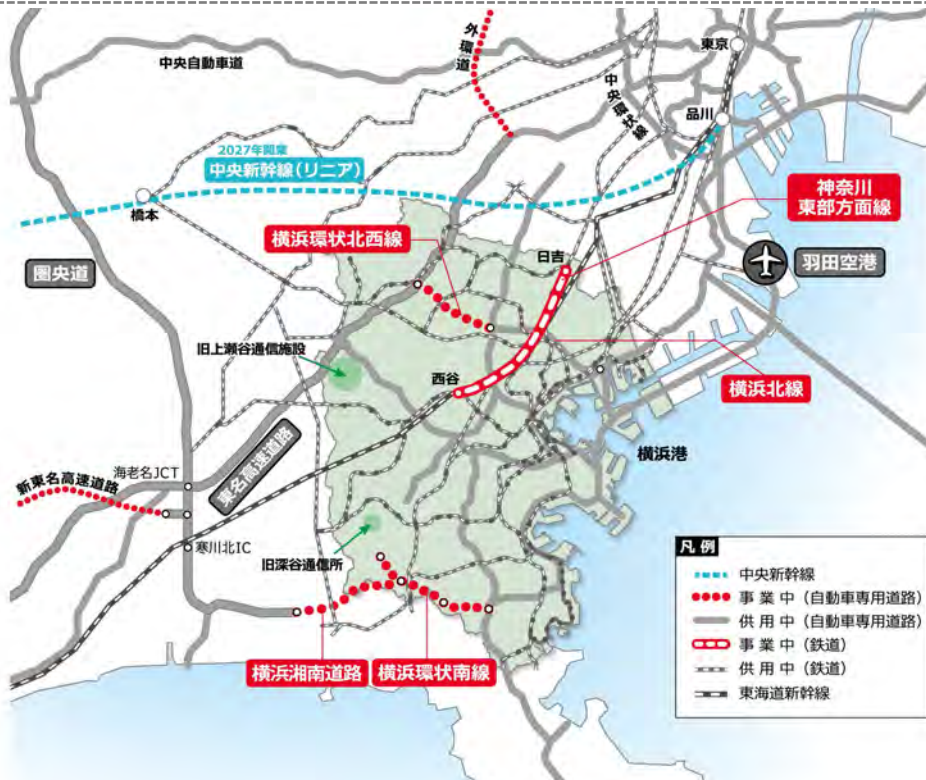 外環道
東京
中央自動車道
中央環状線
品川
2027年開業
中央新幹線(リニア)
橋本
神奈川
東部方面線
横浜環状北西線
日吉
羽田空港
圏央道
旧上瀬谷通信施設
西谷
横浜北線
横浜港
海老名JCT
東名高速道路
新東名高速道路
寒川北IC
旧深谷通信所
横浜湘南道路
横浜環状南線
凡例
中央新幹線
事業中(自動車専用道路)
供用中(自動車専用道路)
事業中(鉄道)
供用中(鉄道)
東海道新幹線